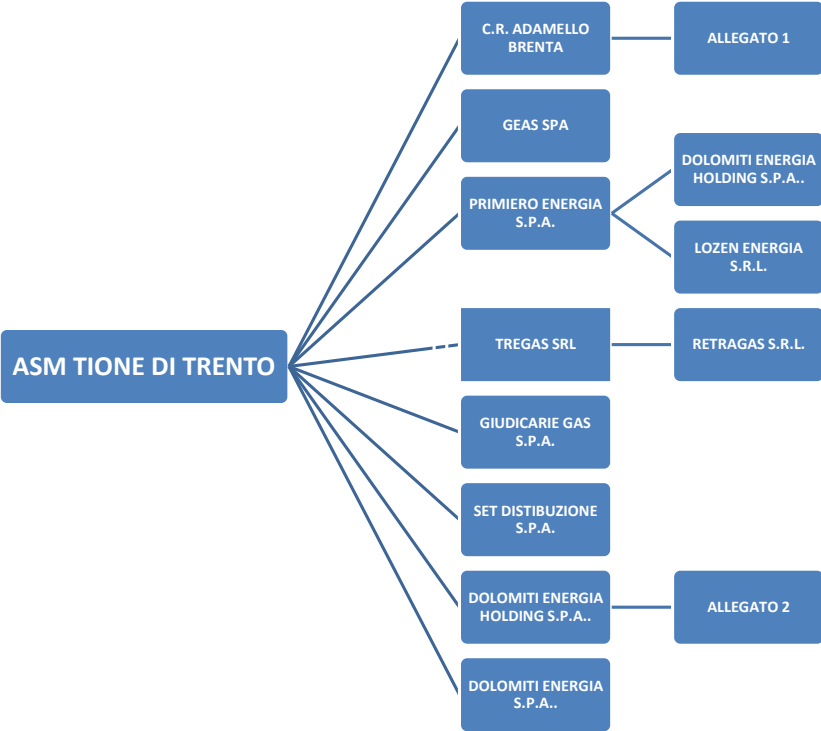 ASM TIONE DI TRENTO
C.R. ADAMELLO
BRENTA
ALLEGATO 1
GEAS SPA
PRIMIERO ENERGIA
S.P.A.
DOLOMITI ENERGIA
HOLDING S.P.A..
LOZEN ENERGIA
S.R.L.
TREGAS SRL
RETRAGAS S.R.L.
GIUDICARIE GAS
S.P.A.
SET DISTIBUZIONE
S.P.A.
DOLOMITI ENERGIA
HOLDING S.P.A..
ALLEGATO 2
DOLOMITI ENERGIA
S.P.A..